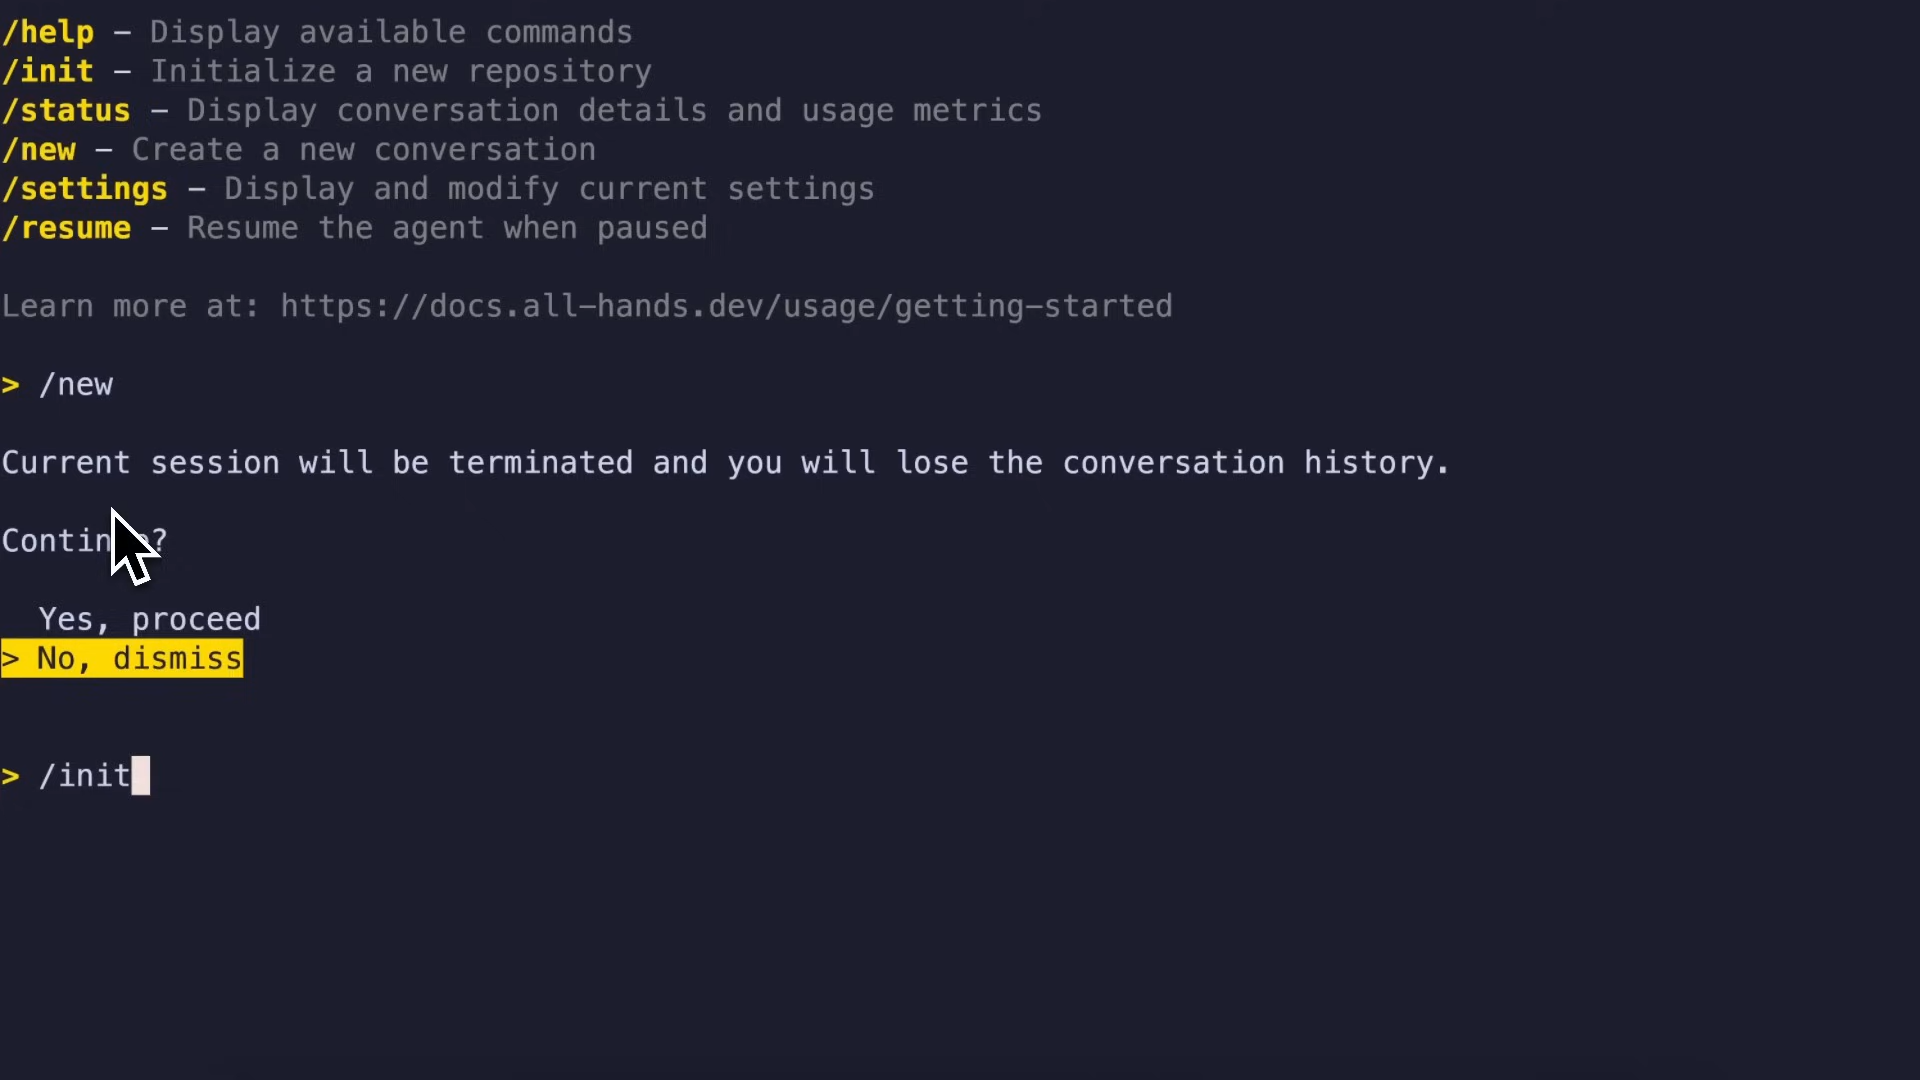 /help – Display available commands
/init – Initialize a new repository
/status – Display conversation details and usage metrics
/new – Create a new conversation
/settings – Display and modify current settings
/resume – Resume the agent when paused
Learn more at: https://docs.all-hands.dev/usage/getting-started
> /new
Current session will be terminated and you will lose the conversation history.
Continue?
Yes, proceed
> No, dismiss
> /init